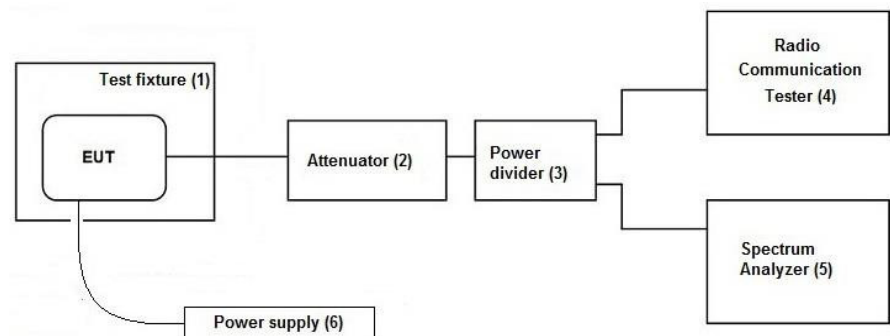 Test fixture (1)
EUT
Attenuator (2)
Power
divider (3)
Radio
Communication
Tester (4)
Spectrum
Analyzer (5)
Power supply (6)